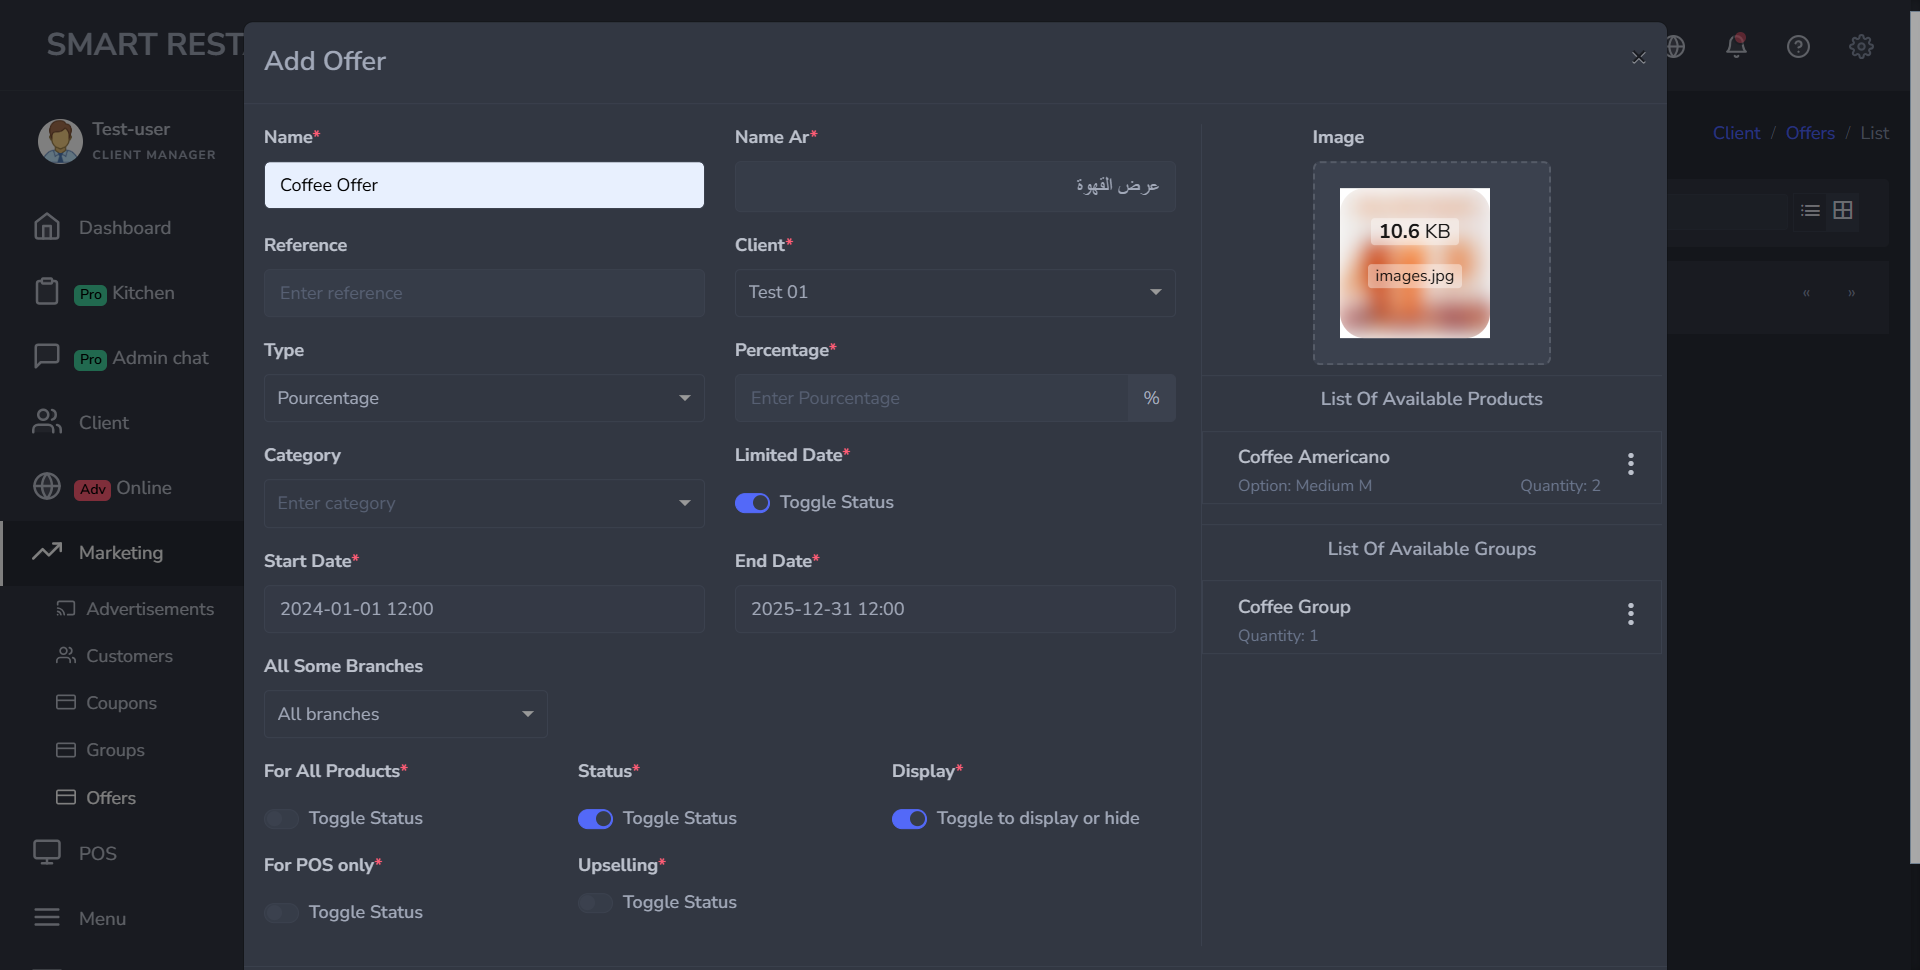 SMART REST
Test-user
CLIENT MANAGER
Dashboard
Pro Kitchen
Pro Admin chat
Client
Adv Online
Marketing
Advertisements
Customers
Coupons
Groups
Offers
POS
Menu
Add Offer
×
Name*
Name Ar*
Coffee Offer
عرض القهوة
Reference
Client*
Enter reference
Test 01
Type
Percentage*
Pourcentage
Enter Pourcentage %
Category
Limited Date*
Enter category
Toggle Status
Start Date*
End Date*
2024-01-01 12:00
2025-12-31 12:00
All Some Branches
All branches
For All Products*
Status*
Display*
Toggle Status
Toggle Status
Toggle to display or hide
For POS only*
Upselling*
Toggle Status
Toggle Status
Image
10.6 KB
images.jpg
List Of Available Products
Coffee Americano
Option: Medium M
Quantity: 2
List Of Available Groups
Coffee Group
Quantity: 1
Client / Offers / List
« »